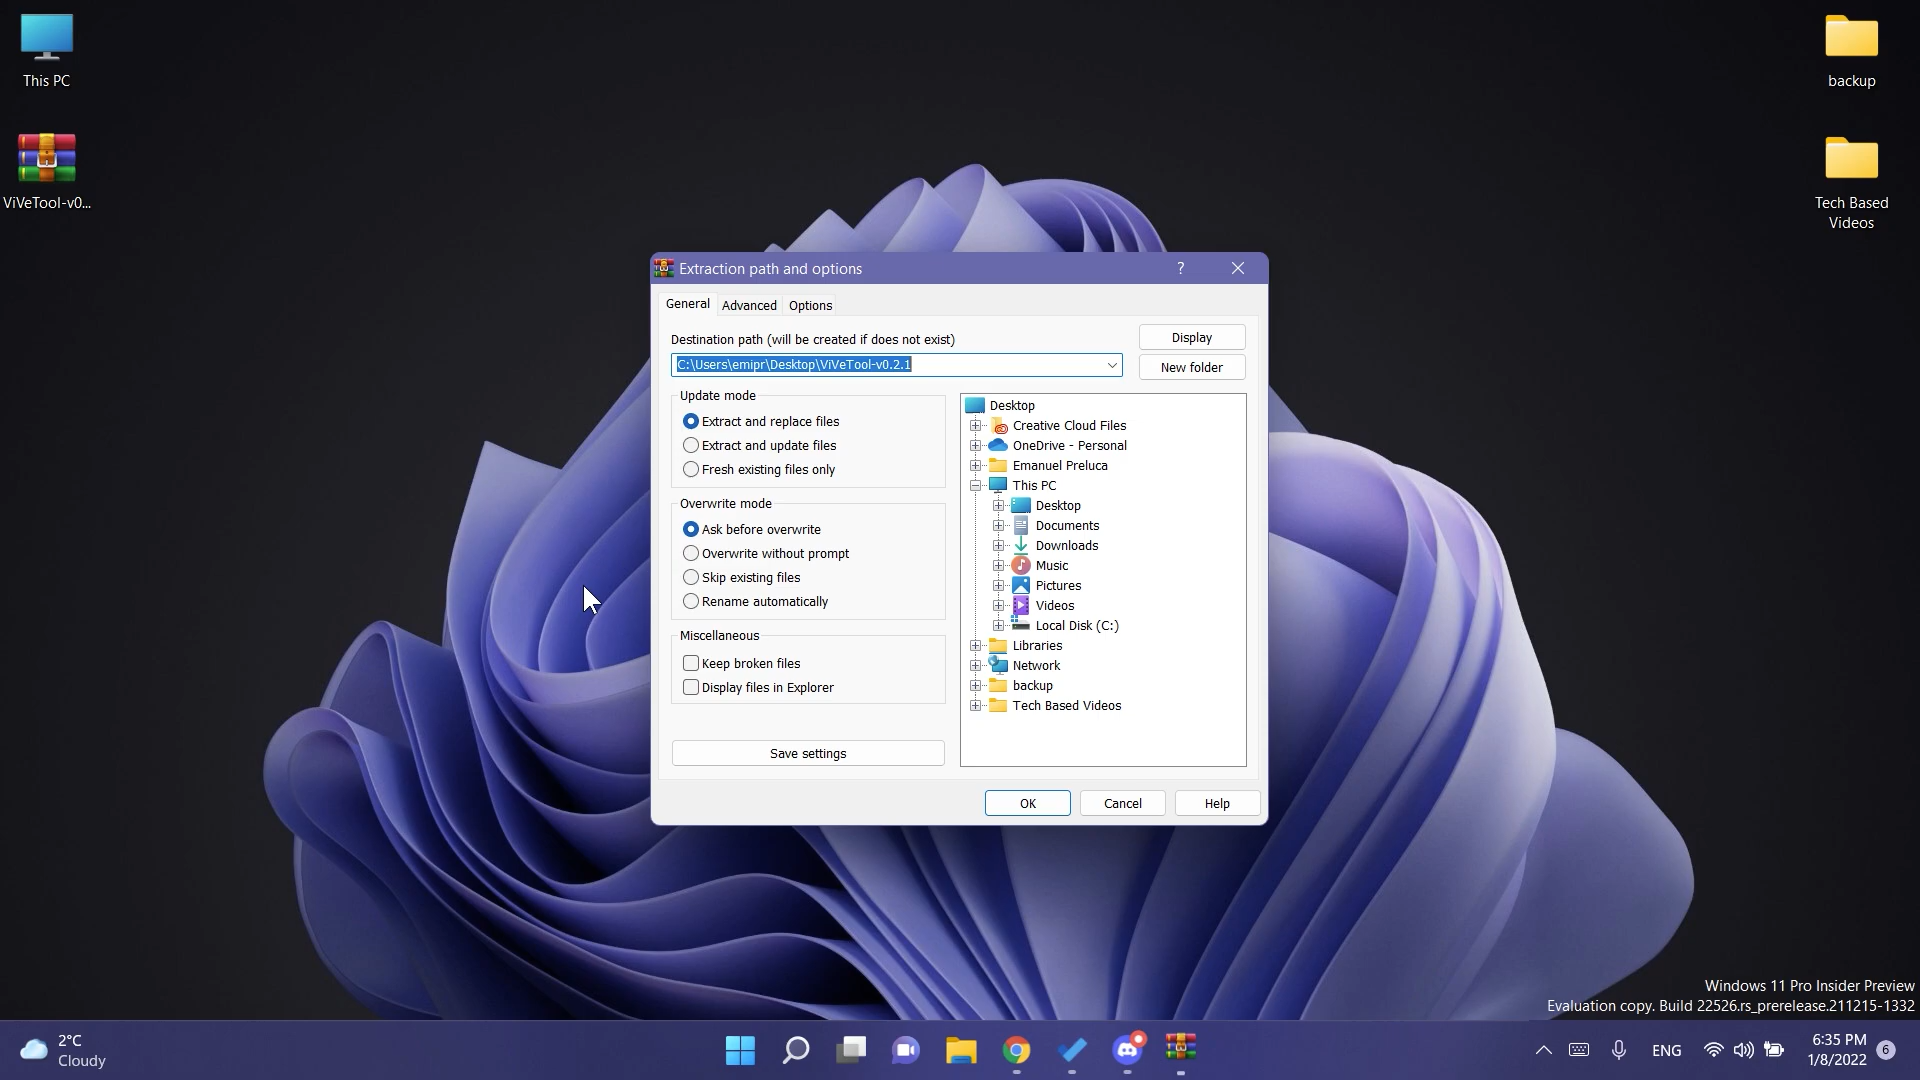 This PC
ViVeTool-v0...
backup
Tech Based
Videos
Extraction path and options
?
General
Advanced
Options
Destination path (will be created if does not exist)
C:\Users\emipr\Desktop\ViVeTool-v0.2.1
Display
New folder
Update mode
Extract and replace files
Extract and update files
Fresh existing files only
Overwrite mode
Ask before overwrite
Overwrite without prompt
Skip existing files
Rename automatically
Miscellaneous
Keep broken files
Display files in Explorer
Save settings
Desktop
Creative Cloud Files
OneDrive - Personal
Emanuel Preluca
This PC
Desktop
Documents
Downloads
Music
Pictures
Videos
Local Disk (C:)
Libraries
Network
backup
Tech Based Videos
OK
Cancel
Help
Windows 11 Pro Insider Preview
Evaluation copy. Build 22526.rs_prerelease.211215-1332
2°C
Cloudy
ENG
6:35 PM
1/8/2022
6